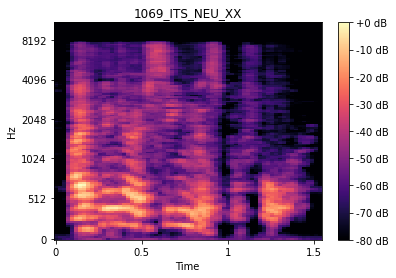 1069_ITS_NEU_XX
+0 dB
8192
-10 dB
4096
-20 dB
-30 dB
2048
Hz
-40 dB
1024
-50 dB
512
-60 dB
-70 dB
0
-80 dB
0
0.5
1
1.5
Time